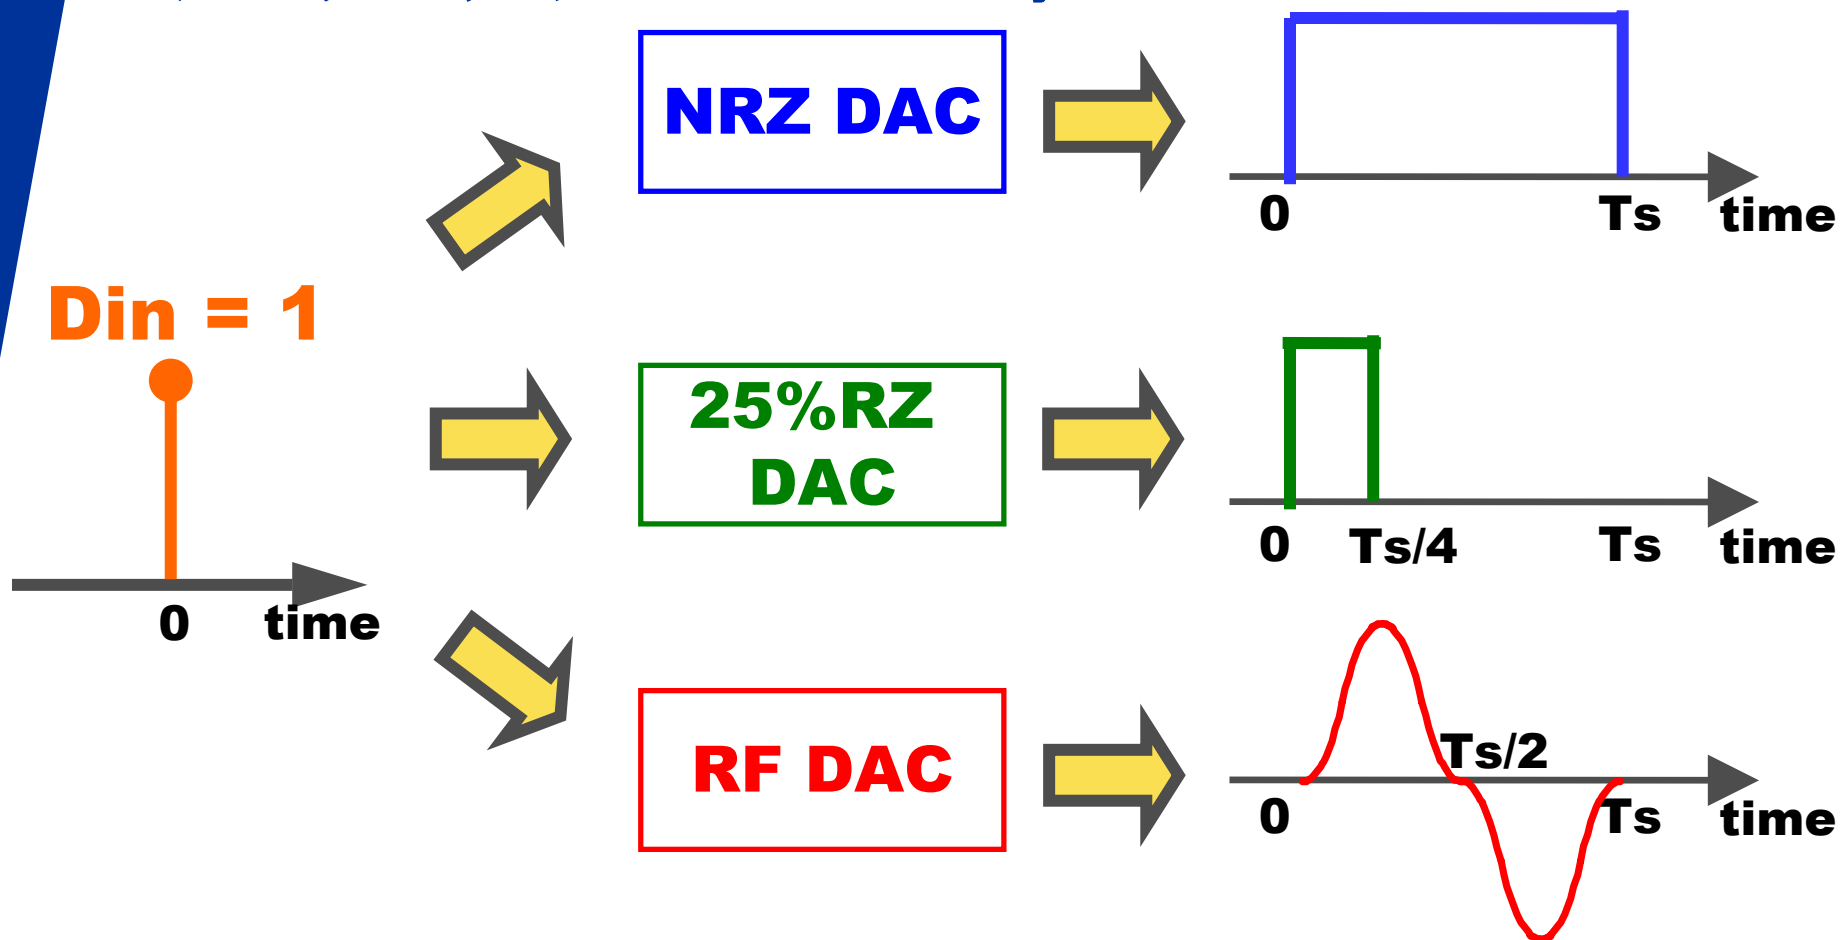 NRZ DAC
0
Ts
time
Din = 1
0
time
25%RZ
DAC
0
Ts/4
Ts
time
RF DAC
Ts/2
0
Ts
time